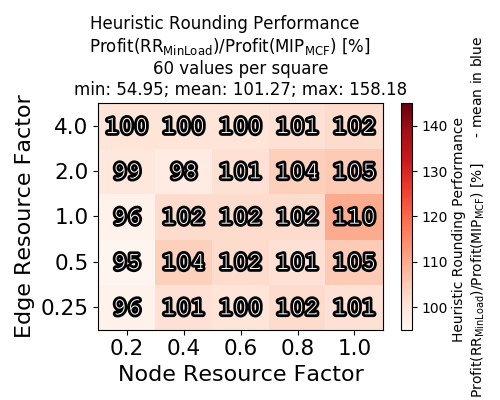 Heuristic Rounding Performance
Profit(RR_MinLoad)/Profit(MIP_MCF) [%]
60 values per square
min: 54.95; mean: 101.27; max: 158.18
Edge Resource Factor
4.0 100 100 100 101 102
2.0 99 98 101 104 105
1.0 96 102 102 102 110
0.5 95 104 102 101 105
0.25 96 101 100 102 101
0.2 0.4 0.6 0.8 1.0
Node Resource Factor
140
130
120
110
100
Heuristic Rounding Performance
Profit(RR_MinLoad)/Profit(MIP_MCF) [%] - mean in blue